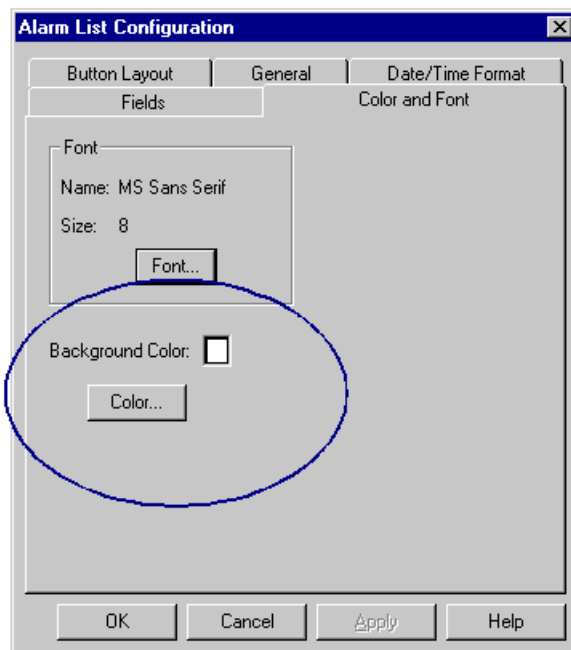 Alarm List Configuration
Button Layout General Date/Time Format
Fields Color and Font
Font
Name: MS Sans Serif
Size: 8
Font...
Background Color:
Color...
OK Cancel Apply Help